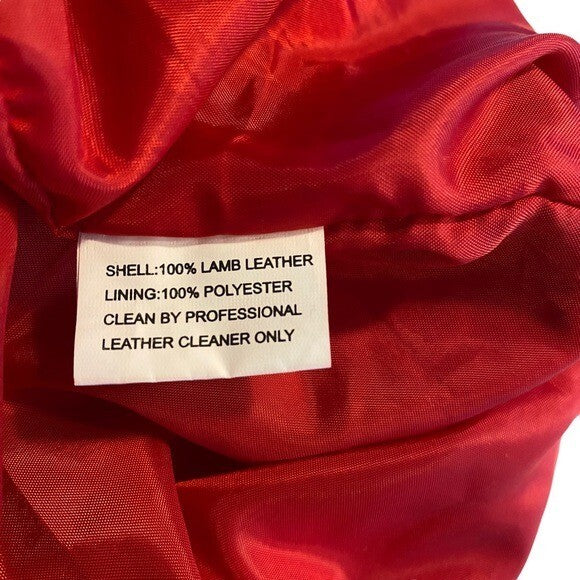 SHELL:100% LAMB LEATHER
LINING:100% POLYESTER
CLEAN BY PROFESSIONAL
LEATHER CLEANER ONLY